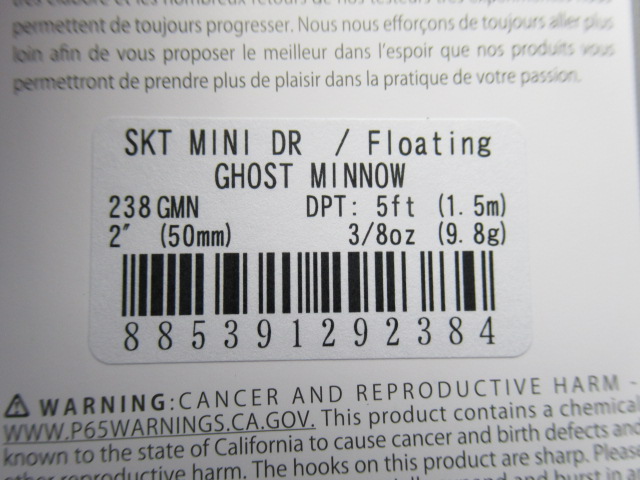 permettent de toujours progresser. Nous nous efforçons de toujours aller plus
loin afin de vous proposer le meilleur dans l'espoir que nos produits vous
permettront de prendre plus de plaisir dans la pratique de votre passion.
SKT MINI DR / Floating
GHOST MINNOW
238 GMN DPT: 5ft (1.5m)
2" (50mm) 3/8oz (9.8g)
885391292384
WARNING: CANCER AND REPRODUCTIVE HARM -
WWW.P65WARNINGS.CA.GOV. This product contains a chemical
known to the state of California to cause cancer and birth defects and
other reproductive harm. The hooks on this product are sharp. Please